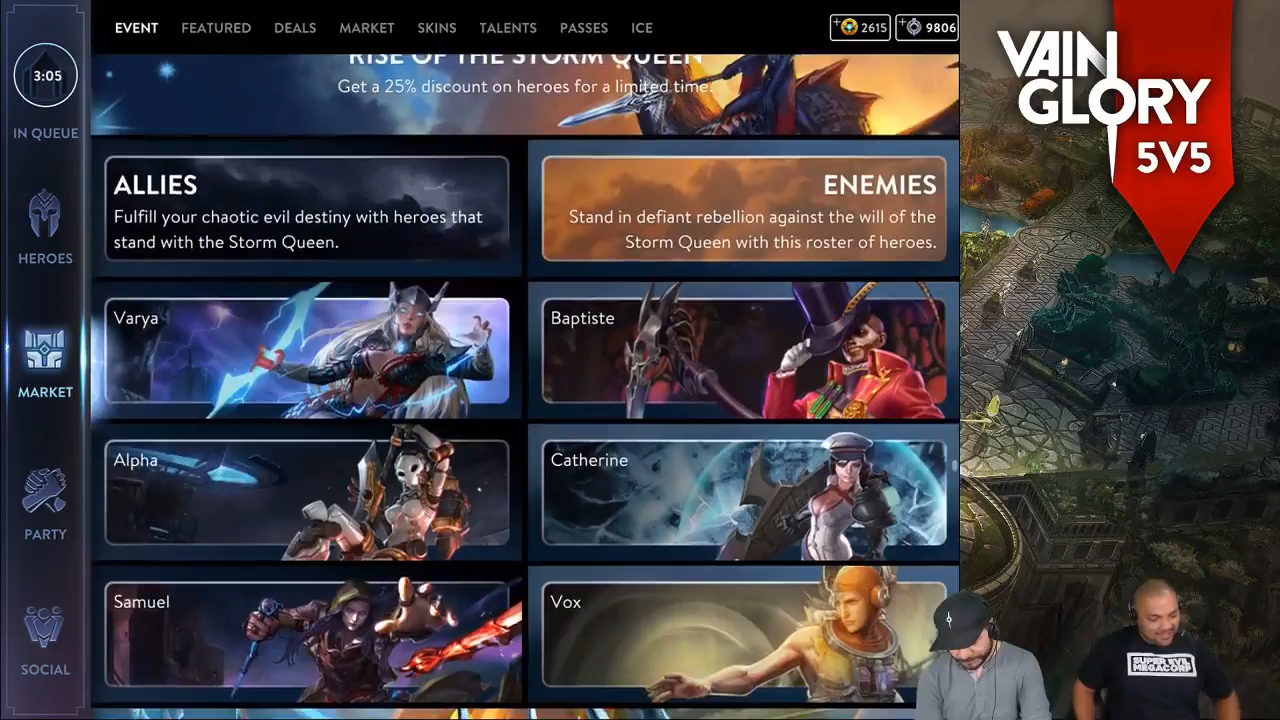 EVENT FEATURED DEALS MARKET SKINS TALENTS PASSES ICE
2615 9806
3:05
IN QUEUE
HEROES
MARKET
PARTY
SOCIAL
RISE OF THE STORM QUEEN
Get a 25% discount on heroes for a limited time.
ALLIES
Fulfill your chaotic evil destiny with heroes that
stand with the Storm Queen.
ENEMIES
Stand in defiant rebellion against the will of the
Storm Queen with this roster of heroes.
Varya
Baptiste
Alpha
Catherine
Samuel
Vox
VAIN
GLORY
5V5
SUPER EVIL
MEGACORP